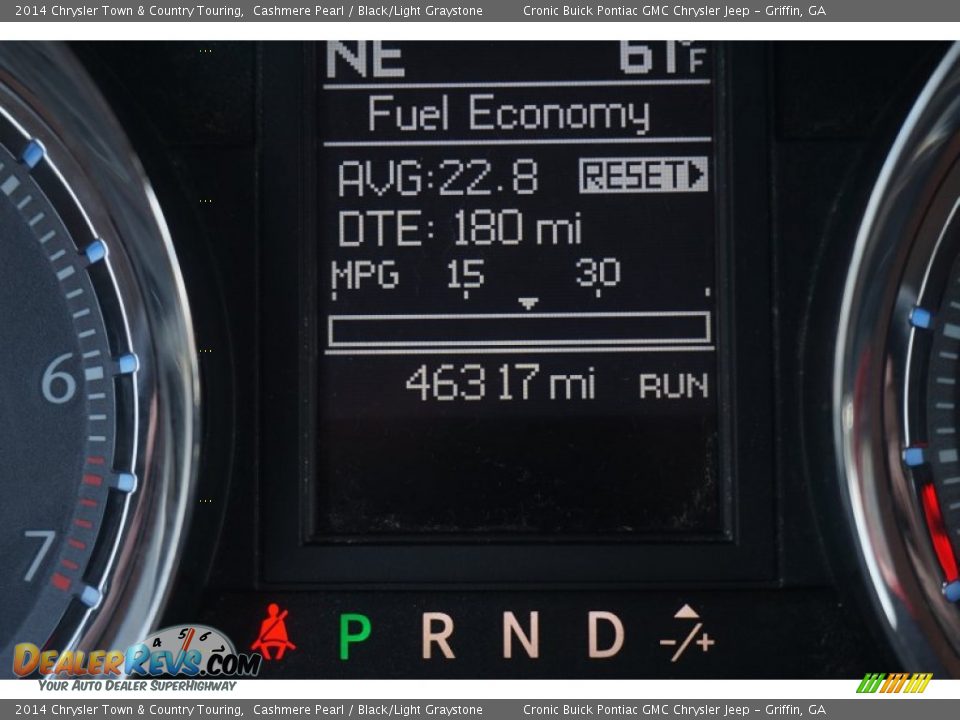 2014 Chrysler Town & Country Touring,  Cashmere Pearl / Black/Light Graystone  Cronic Buick Pontiac GMC Chrysler Jeep - Griffin, GA
NE 61°F
Fuel Economy
AVG:22.8 RESET
DTE: 180 mi
MPG 15 30
46317 mi RUN
6
7
P R N D -/+
4 5 6
DealerRevs.com
Your Auto Dealer SuperHighway
2014 Chrysler Town & Country Touring,  Cashmere Pearl / Black/Light Graystone  Cronic Buick Pontiac GMC Chrysler Jeep - Griffin, GA